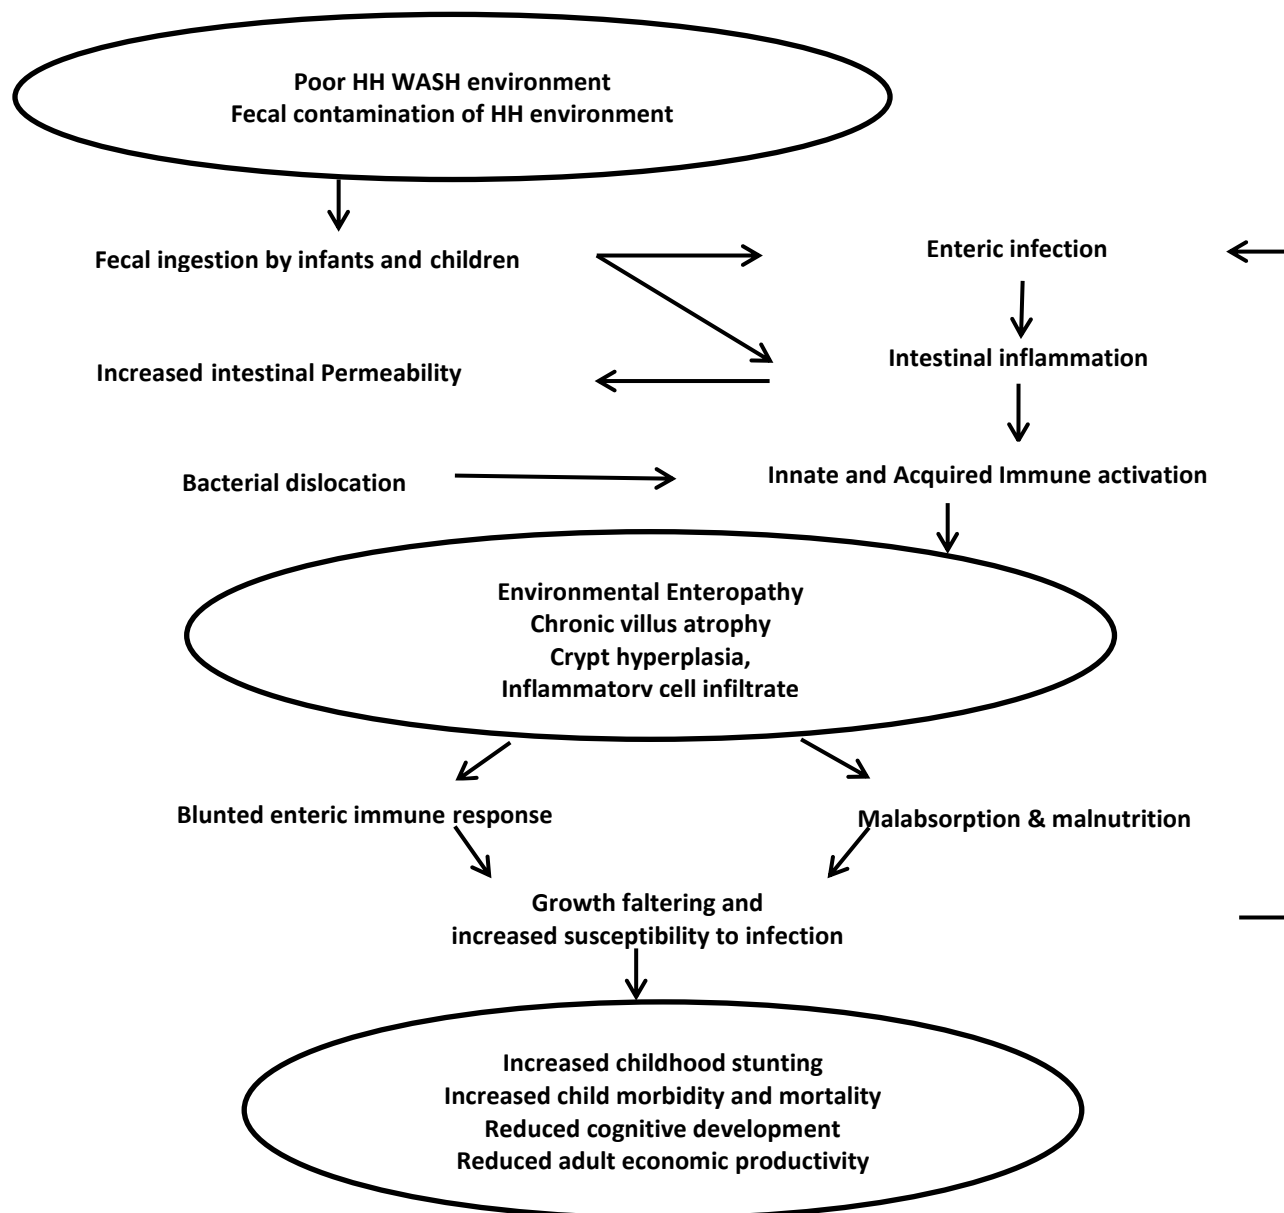 Poor HH WASH environment
Fecal contamination of HH environment
Fecal ingestion by infants and children
Enteric infection
Intestinal inflammation
Increased intestinal Permeability
Bacterial dislocation
Innate and Acquired Immune activation
Environmental Enteropathy
Chronic villus atrophy
Crypt hyperplasia,
Inflammatory cell infiltrate
Blunted enteric immune response
Malabsorption & malnutrition
Growth faltering and
increased susceptibility to infection
Increased childhood stunting
Increased child morbidity and mortality
Reduced cognitive development
Reduced adult economic productivity